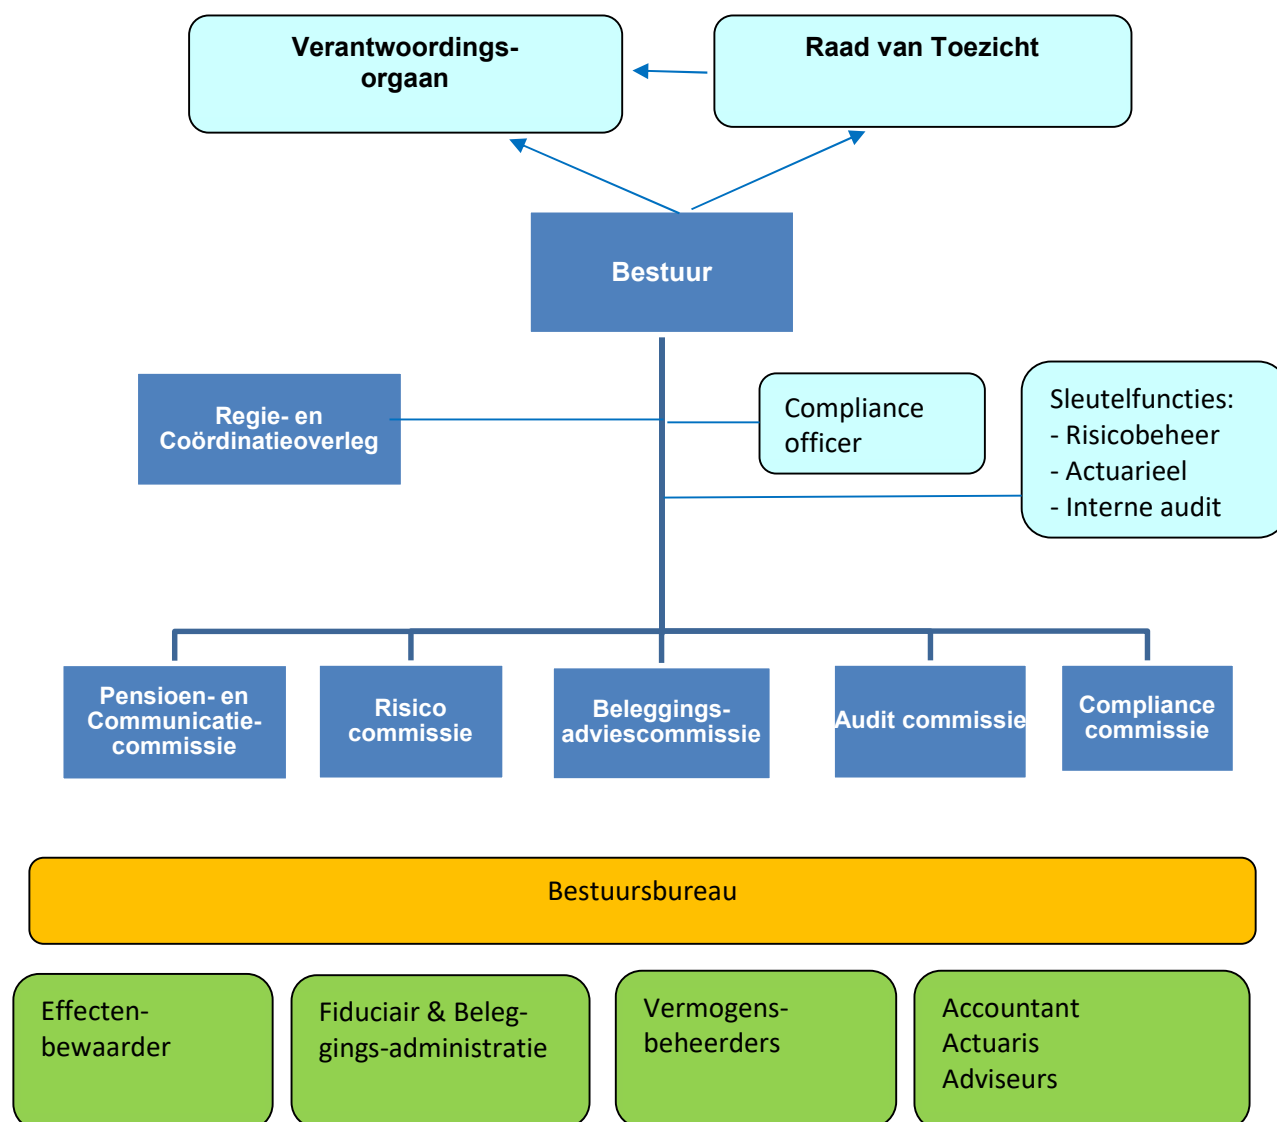 Verantwoordings-
orgaan
Raad van Toezicht
Bestuur
Regie- en
Coördinatieoverleg
Compliance
officer
Sleutelfuncties:
- Risicobeheer
- Actuarieel
- Interne audit
Pensioen- en
Communicatie-
commissie
Risico
commissie
Beleggings-
adviescommissie
Audit commissie
Compliance
commissie
Bestuursbureau
Effecten-
bewaarder
Fiduciair & Beleg-
gings-administratie
Vermogens-
beheerders
Accountant
Actuaris
Adviseurs